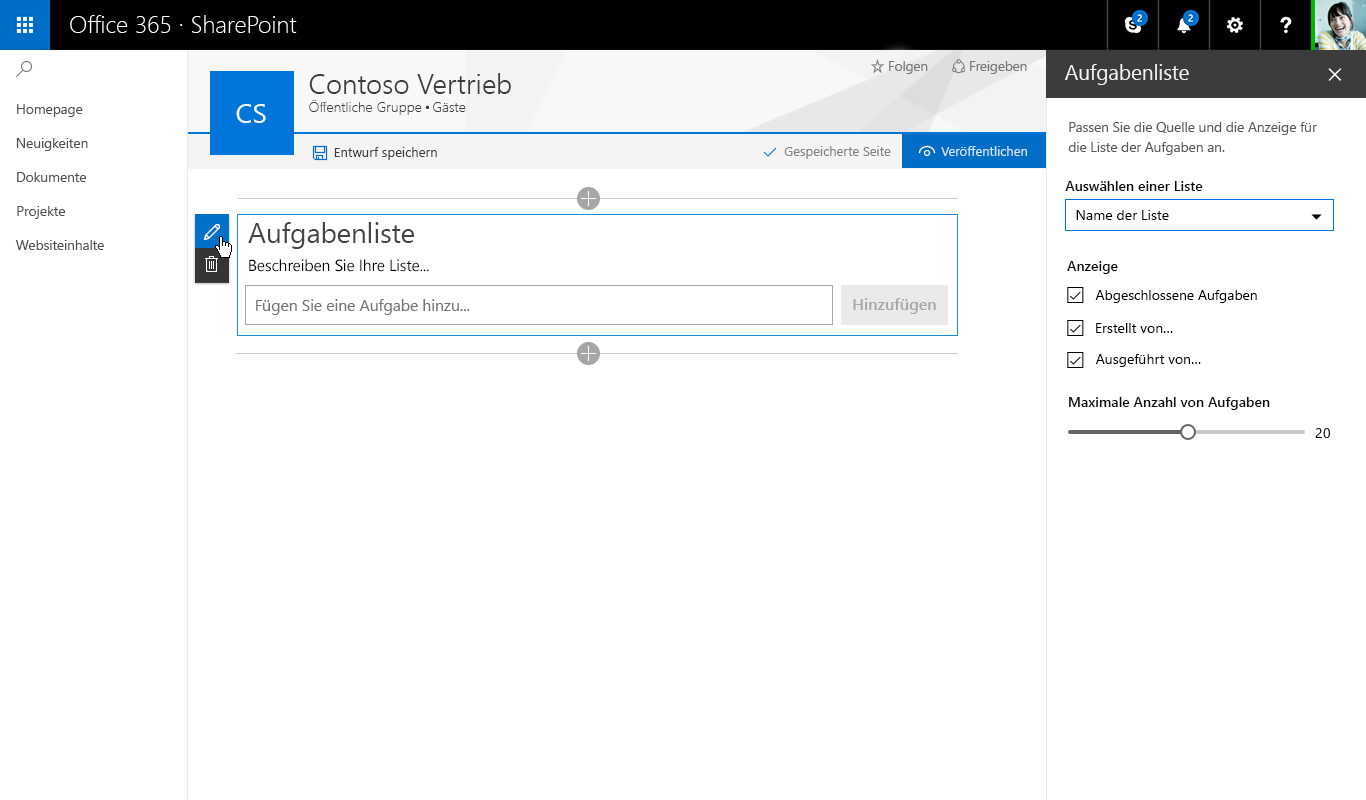 Office 365 · SharePoint
2
2
?
Homepage
Neuigkeiten
Dokumente
Projekte
Websiteinhalte
CS
Contoso Vertrieb
Öffentliche Gruppe • Gäste
Folgen
Freigeben
Entwurf speichern
Gespeicherte Seite
Veröffentlichen
Aufgabenliste
Beschreiben Sie Ihre Liste...
Fügen Sie eine Aufgabe hinzu...
Hinzufügen
Aufgabenliste
Passen Sie die Quelle und die Anzeige für
die Liste der Aufgaben an.
Auswählen einer Liste
Name der Liste
Anzeige
Abgeschlossene Aufgaben
Erstellt von...
Ausgeführt von...
Maximale Anzahl von Aufgaben
20